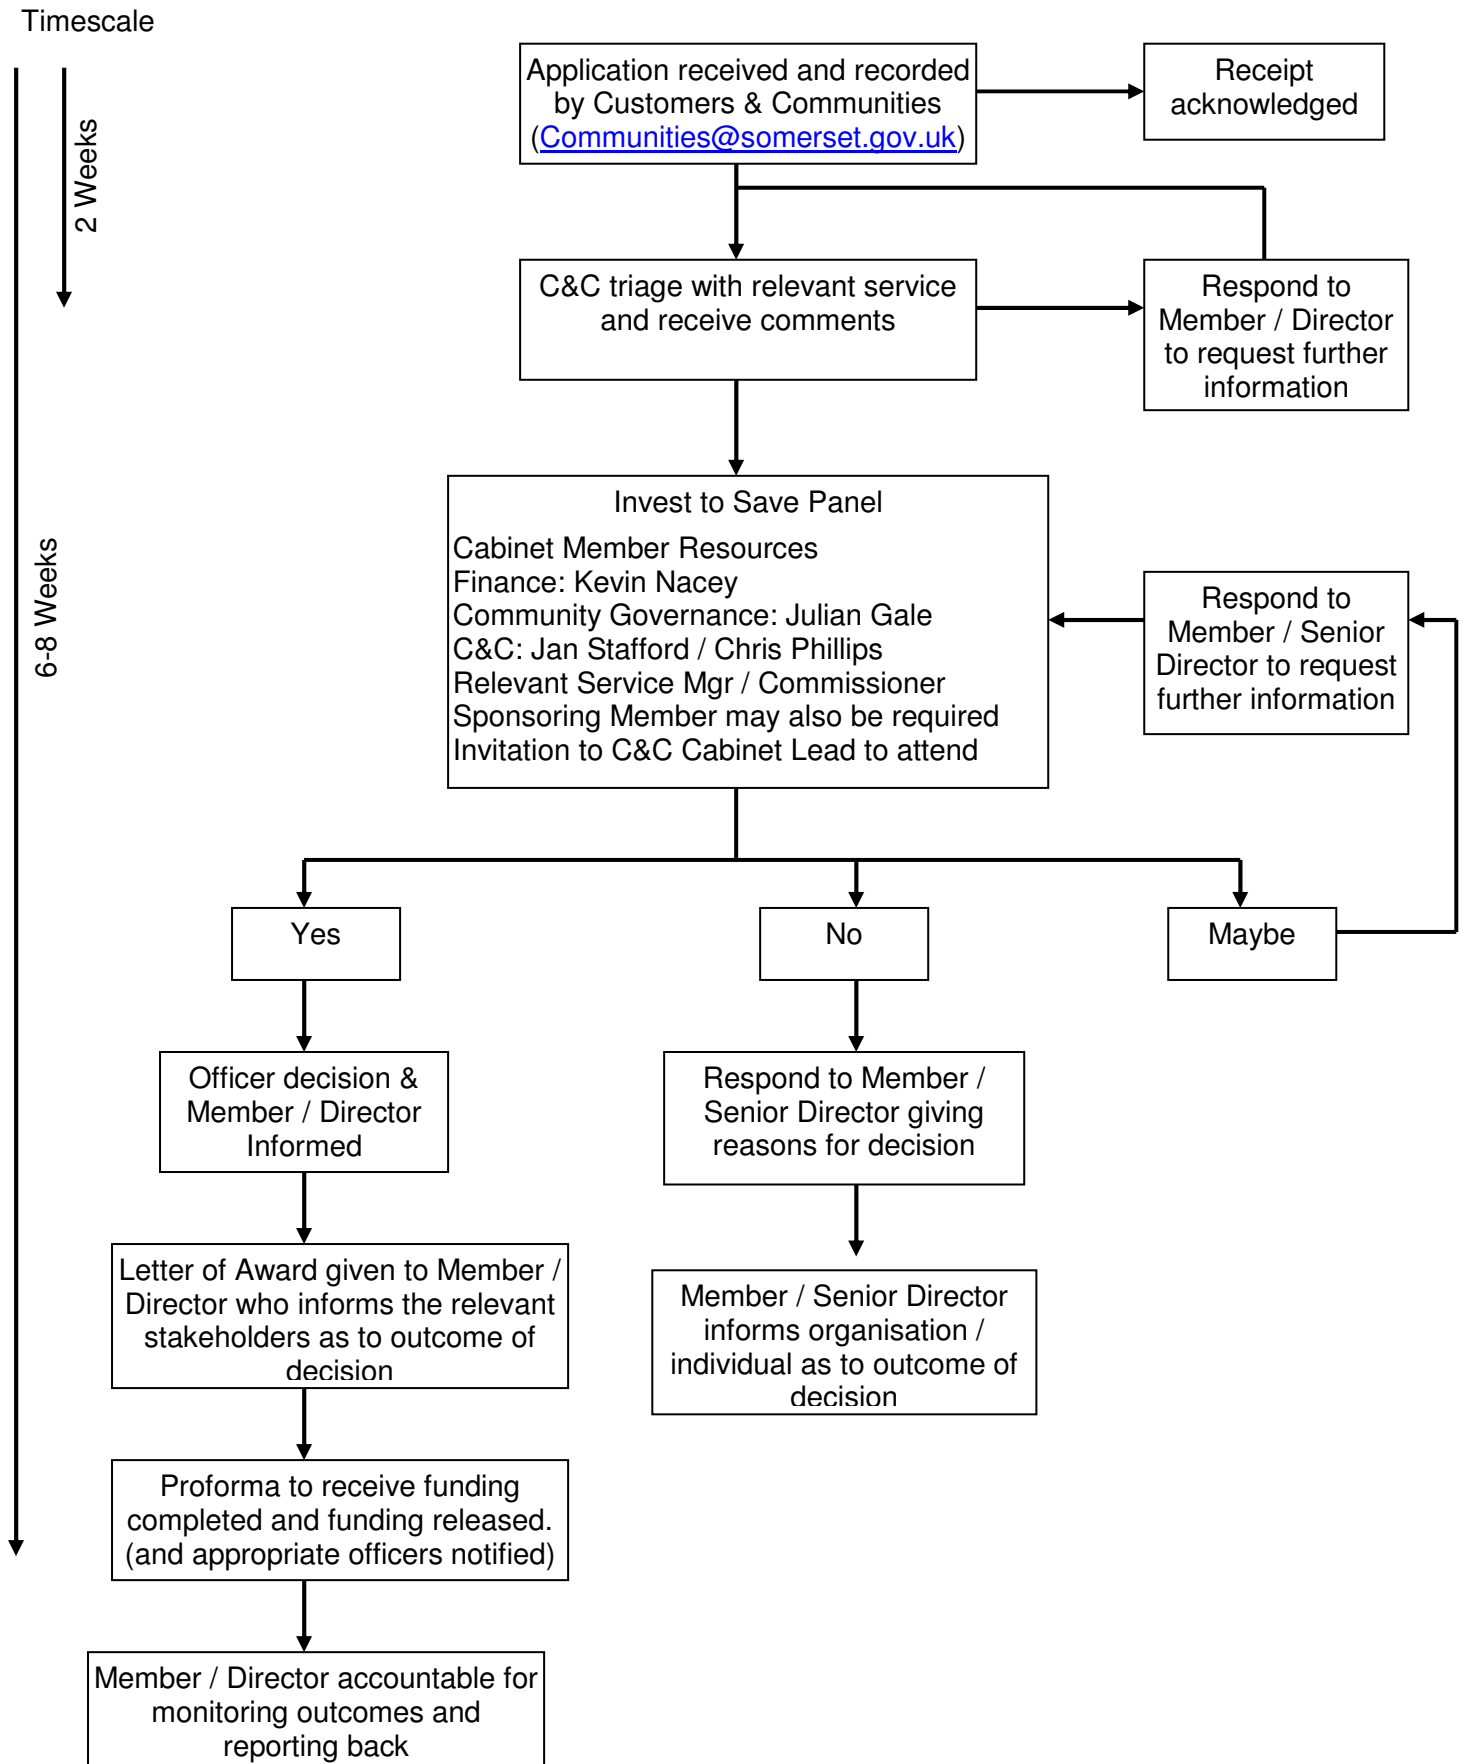 Timescale
2 Weeks
6-8 Weeks
Application received and recorded
by Customers & Communities
(Communities@somerset.gov.uk)
Receipt
acknowledged
C&C triage with relevant service
and receive comments
Respond to
Member / Director
to request further
information
Invest to Save Panel
Cabinet Member Resources
Finance: Kevin Nacey
Community Governance: Julian Gale
C&C: Jan Stafford / Chris Phillips
Relevant Service Mgr / Commissioner
Sponsoring Member may also be required
Invitation to C&C Cabinet Lead to attend
Respond to
Member / Senior
Director to request
further information
Yes
No
Maybe
Officer decision &
Member / Director
Informed
Respond to Member /
Senior Director giving
reasons for decision
Letter of Award given to Member /
Director who informs the relevant
stakeholders as to outcome of
decision
Member / Senior Director
informs organisation /
individual as to outcome of
decision
Proforma to receive funding
completed and funding released.
(and appropriate officers notified)
Member / Director accountable for
monitoring outcomes and
reporting back